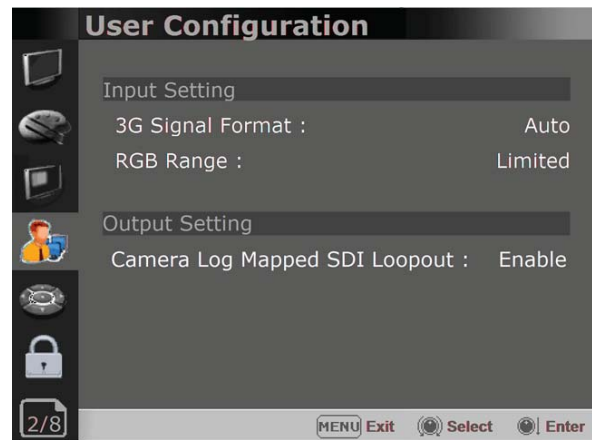 User Configuration
Input Setting
3G Signal Format : Auto
RGB Range : Limited
Output Setting
Camera Log Mapped SDI Loopout : Enable
2/8 MENU Exit Select Enter